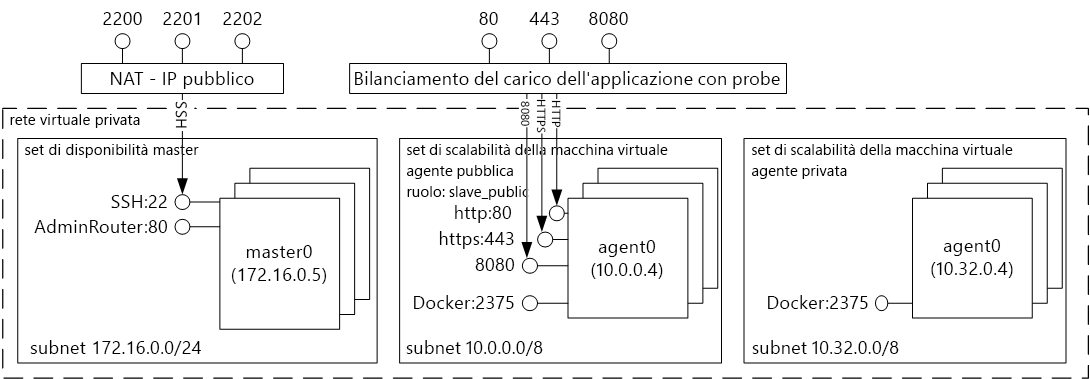 2200
2201
2202
80
443
8080
NAT - IP pubblico
Bilanciamento del carico dell'applicazione con probe
SSH
8080
HTTPS
HTTP
rete virtuale privata
set di disponibilità master
SSH:22
AdminRouter:80
master0
(172.16.0.5)
subnet 172.16.0.0/24
set di scalabilità della macchina virtuale
agente pubblica
ruolo: slave_public
http:80
https:443
8080
Docker:2375
agent0
(10.0.0.4)
subnet 10.0.0.0/8
set di scalabilità della macchina virtuale
agente privata
Docker:2375
agent0
(10.32.0.4)
subnet 10.32.0.0/8